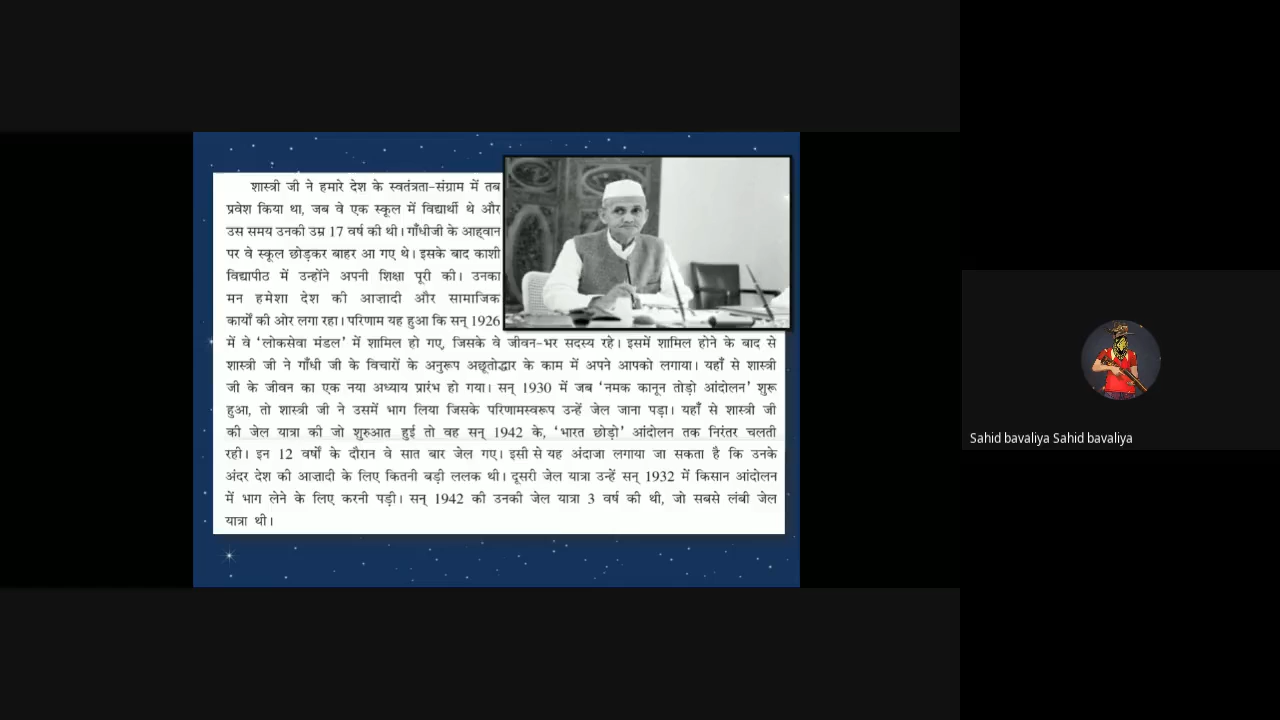 शास्त्री जी ने हमारे देश के स्वतंत्रता-संग्राम में तब
प्रवेश किया था, जब वे एक स्कूल में विद्यार्थी थे और
उस समय उनकी उम्र 17 वर्ष की थी। गाँधीजी के आह्वान
पर वे स्कूल छोड़कर बाहर आ गए थे। इसके बाद काशी
विद्यापीठ में उन्होंने अपनी शिक्षा पूरी की। उनका
मन हमेशा देश की आज़ादी और सामाजिक
कार्यों की ओर लगा रहा। परिणाम यह हुआ कि सन् 1926
में वे ‘लोकसेवा मंडल’ में शामिल हो गए, जिसके वे जीवन-भर सदस्य रहे। इसमें शामिल होने के बाद से
शास्त्री जी ने गाँधी जी के विचारों के अनुरूप अछूतोद्धार के काम में अपने आपको लगाया। यहाँ से शास्त्री
जी के जीवन का एक नया अध्याय प्रारंभ हो गया। सन् 1930 में जब ‘नमक कानून तोड़ो आंदोलन’ शुरू
हुआ, तो शास्त्री जी ने उसमें भाग लिया जिसके परिणामस्वरूप उन्हें जेल जाना पड़ा। यहाँ से शास्त्री जी
की जेल यात्रा की जो शुरुआत हुई तो वह सन् 1942 के, ‘भारत छोड़ो’ आंदोलन तक निरंतर चलती
रही। इन 12 वर्षों के दौरान वे सात बार जेल गए। इसी से यह अंदाजा लगाया जा सकता है कि उनके
अंदर देश की आज़ादी के लिए कितनी बड़ी ललक थी। दूसरी जेल यात्रा उन्हें सन् 1932 में किसान आंदोलन
में भाग लेने के लिए करनी पड़ी। सन् 1942 की उनकी जेल यात्रा 3 वर्ष की थी, जो सबसे लंबी जेल
यात्रा थी।
Sahid bavaliya Sahid bavaliya